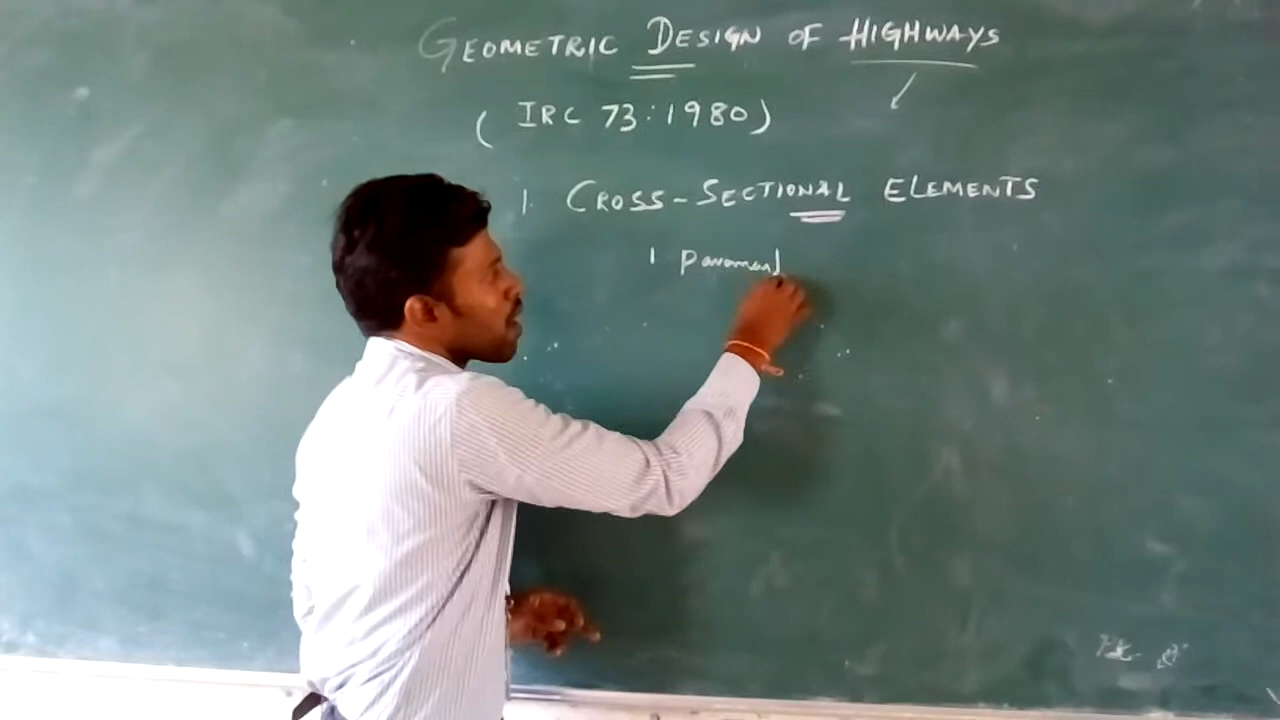 GEOMETRIC DESIGN OF HIGHWAYS
( IRC 73:1980)
1. CROSS-SECTIONAL ELEMENTS
1 pavement